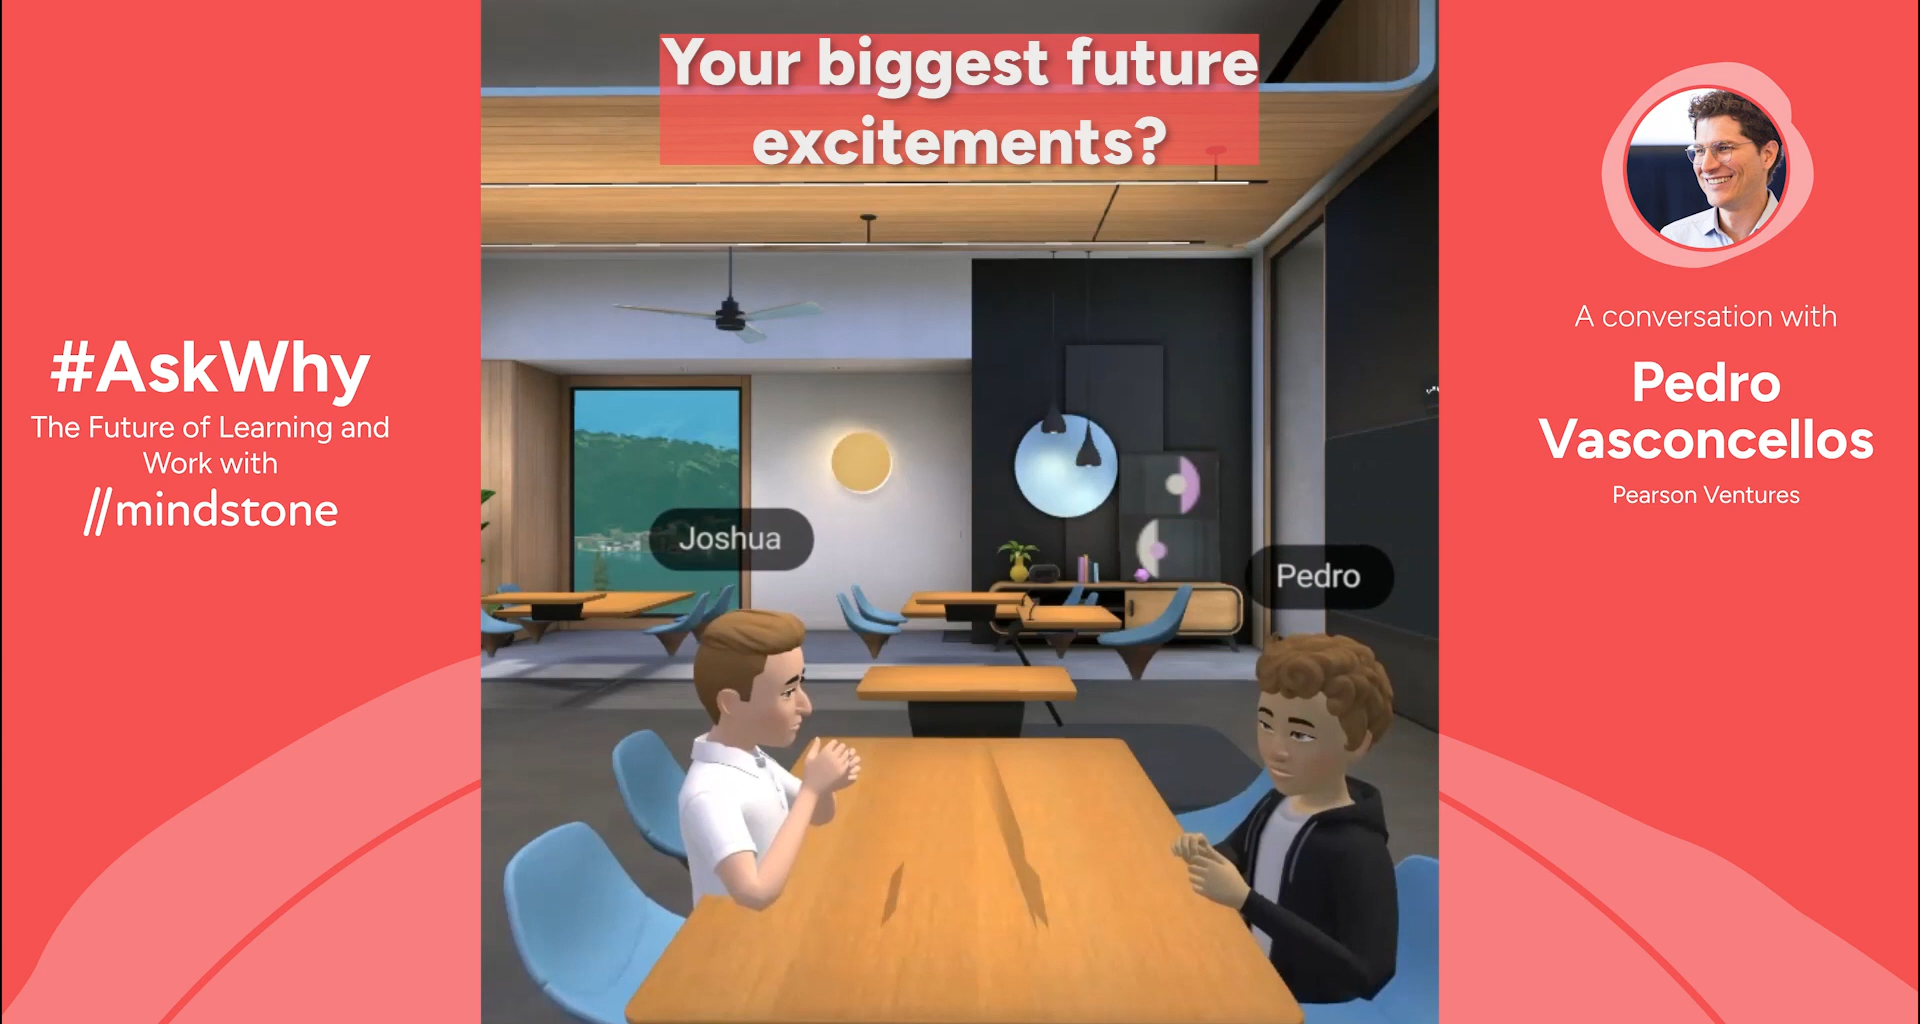 Your biggest future
excitements?
#AskWhy
The Future of Learning and
Work with
//mindstone
A conversation with
Pedro
Vasconcellos
Pearson Ventures
Joshua
Pedro